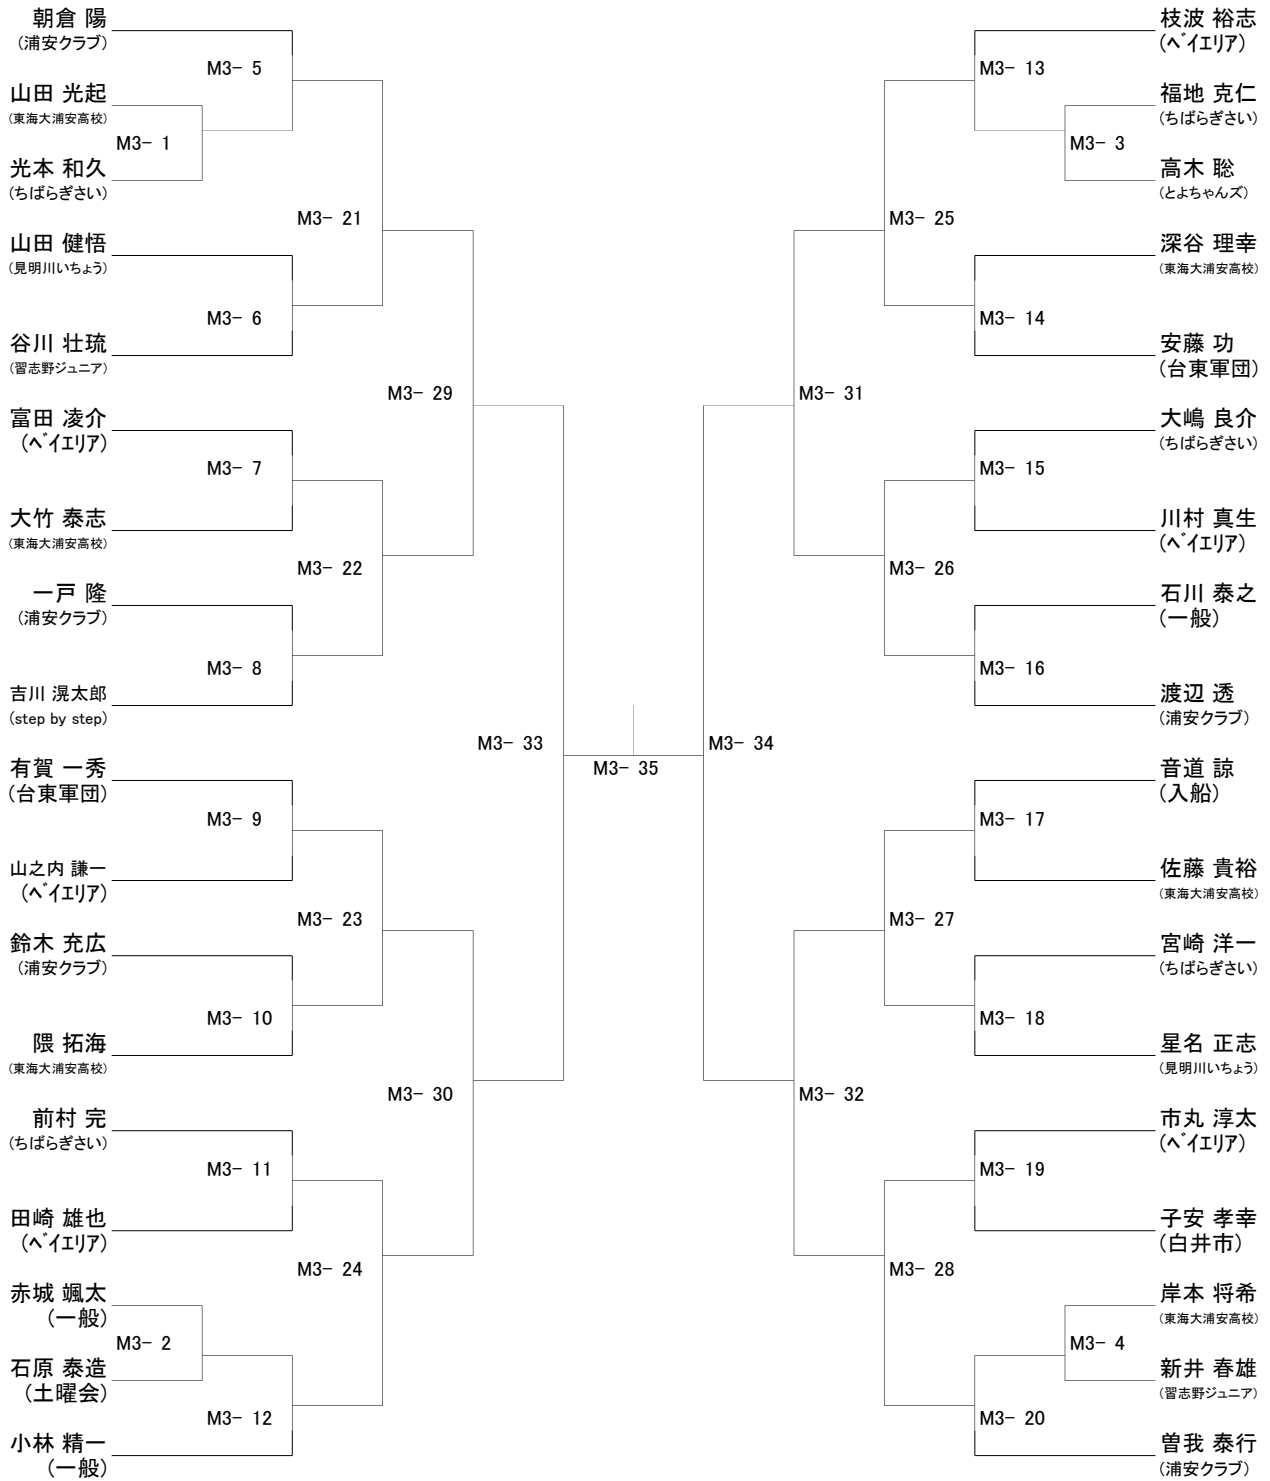 朝倉 陽
(浦安クラブ)
M3- 5
山田 光起
(東海大浦安高校)
M3- 1
光本 和久
(ちばらぎさい)
M3- 21
山田 健悟
(見明川いちょう)
M3- 6
谷川 壮琉
(習志野ジュニア)
M3- 29
富田 凌介
(ベイエリア)
M3- 7
大竹 泰志
(東海大浦安高校)
M3- 22
一戸 隆
(浦安クラブ)
M3- 8
吉川 滉太郎
(step by step)
M3- 33
有賀 一秀
(台東軍団)
M3- 9
山之内 謙一
(ベイエリア)
M3- 23
鈴木 充広
(浦安クラブ)
M3- 10
隈 拓海
(東海大浦安高校)
M3- 30
前村 完
(ちばらぎさい)
M3- 11
田崎 雄也
(ベイエリア)
M3- 24
赤城 颯太
(一般)
M3- 2
石原 泰造
(土曜会)
M3- 12
小林 精一
(一般)
M3- 35
枝波 裕志
(ベイエリア)
M3- 13
福地 克仁
(ちばらぎさい)
M3- 3
高木 聡
(とよちゃんズ)
M3- 25
深谷 理幸
(東海大浦安高校)
M3- 14
安藤 功
(台東軍団)
M3- 31
大嶋 良介
(ちばらぎさい)
M3- 15
川村 真生
(ベイエリア)
M3- 26
石川 泰之
(一般)
M3- 16
渡辺 透
(浦安クラブ)
M3- 34
音道 諒
(入船)
M3- 17
佐藤 貴裕
(東海大浦安高校)
M3- 27
宮崎 洋一
(ちばらぎさい)
M3- 18
星名 正志
(見明川いちょう)
M3- 32
市丸 淳太
(ベイエリア)
M3- 19
子安 孝幸
(白井市)
M3- 28
岸本 将希
(東海大浦安高校)
M3- 4
新井 春雄
(習志野ジュニア)
M3- 20
曽我 泰行
(浦安クラブ)